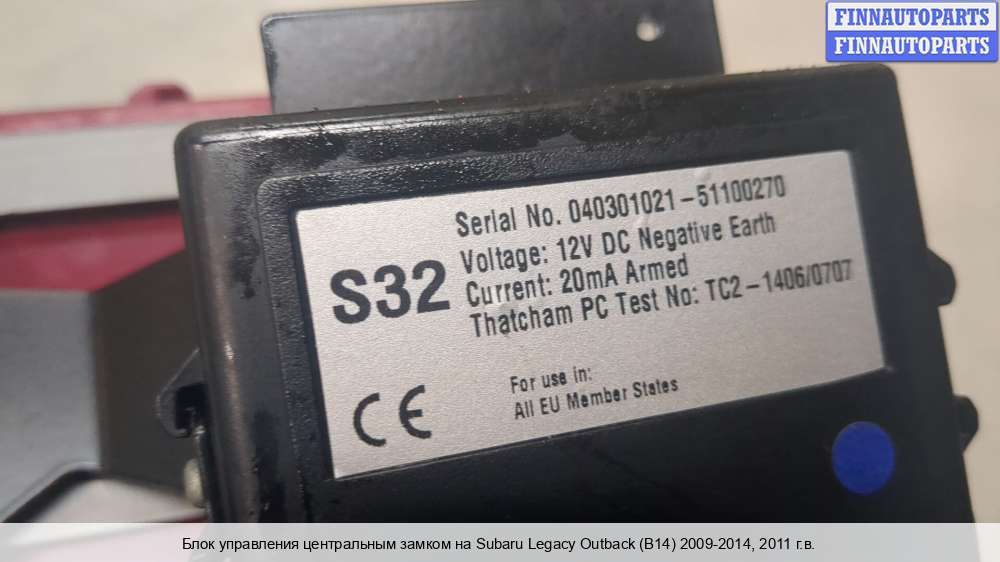 FINNAUTOPARTS
FINNAUTOPARTS
S32
Serial No. 040301021-51100270
Voltage: 12V DC Negative Earth
Current: 20mA Armed
Thatcham PC Test No: TC2-1406/0707
CE
For use in:
All EU Member States
Блок управления центральным замком на Subaru Legacy Outback (B14) 2009-2014, 2011 г.в.